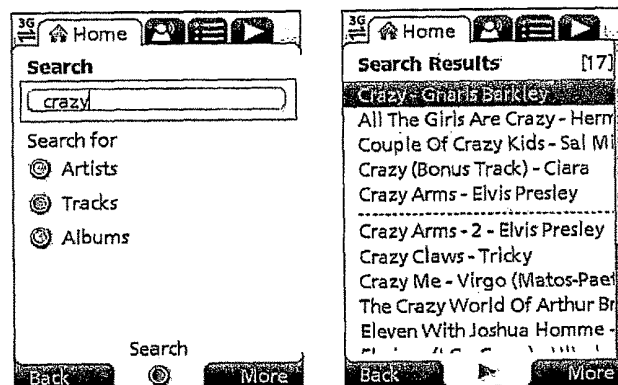 3G Home
Search
crazy
Search for
Artists
Tracks
Albums
Search
Back More
3G Home
Search Results [17]
Crazy - Gnarls Barkley
All The Girls Are Crazy - Herm
Couple Of Crazy Kids - Sal Mi
Crazy (Bonus Track) - Ciara
Crazy Arms - Elvis Presley
Crazy Arms - 2 - Elvis Presley
Crazy Claws - Tricky
Crazy Me - Virgo (Matos-Paet
The Crazy World Of Arthur Br
Eleven With Joshua Homme -
Back More